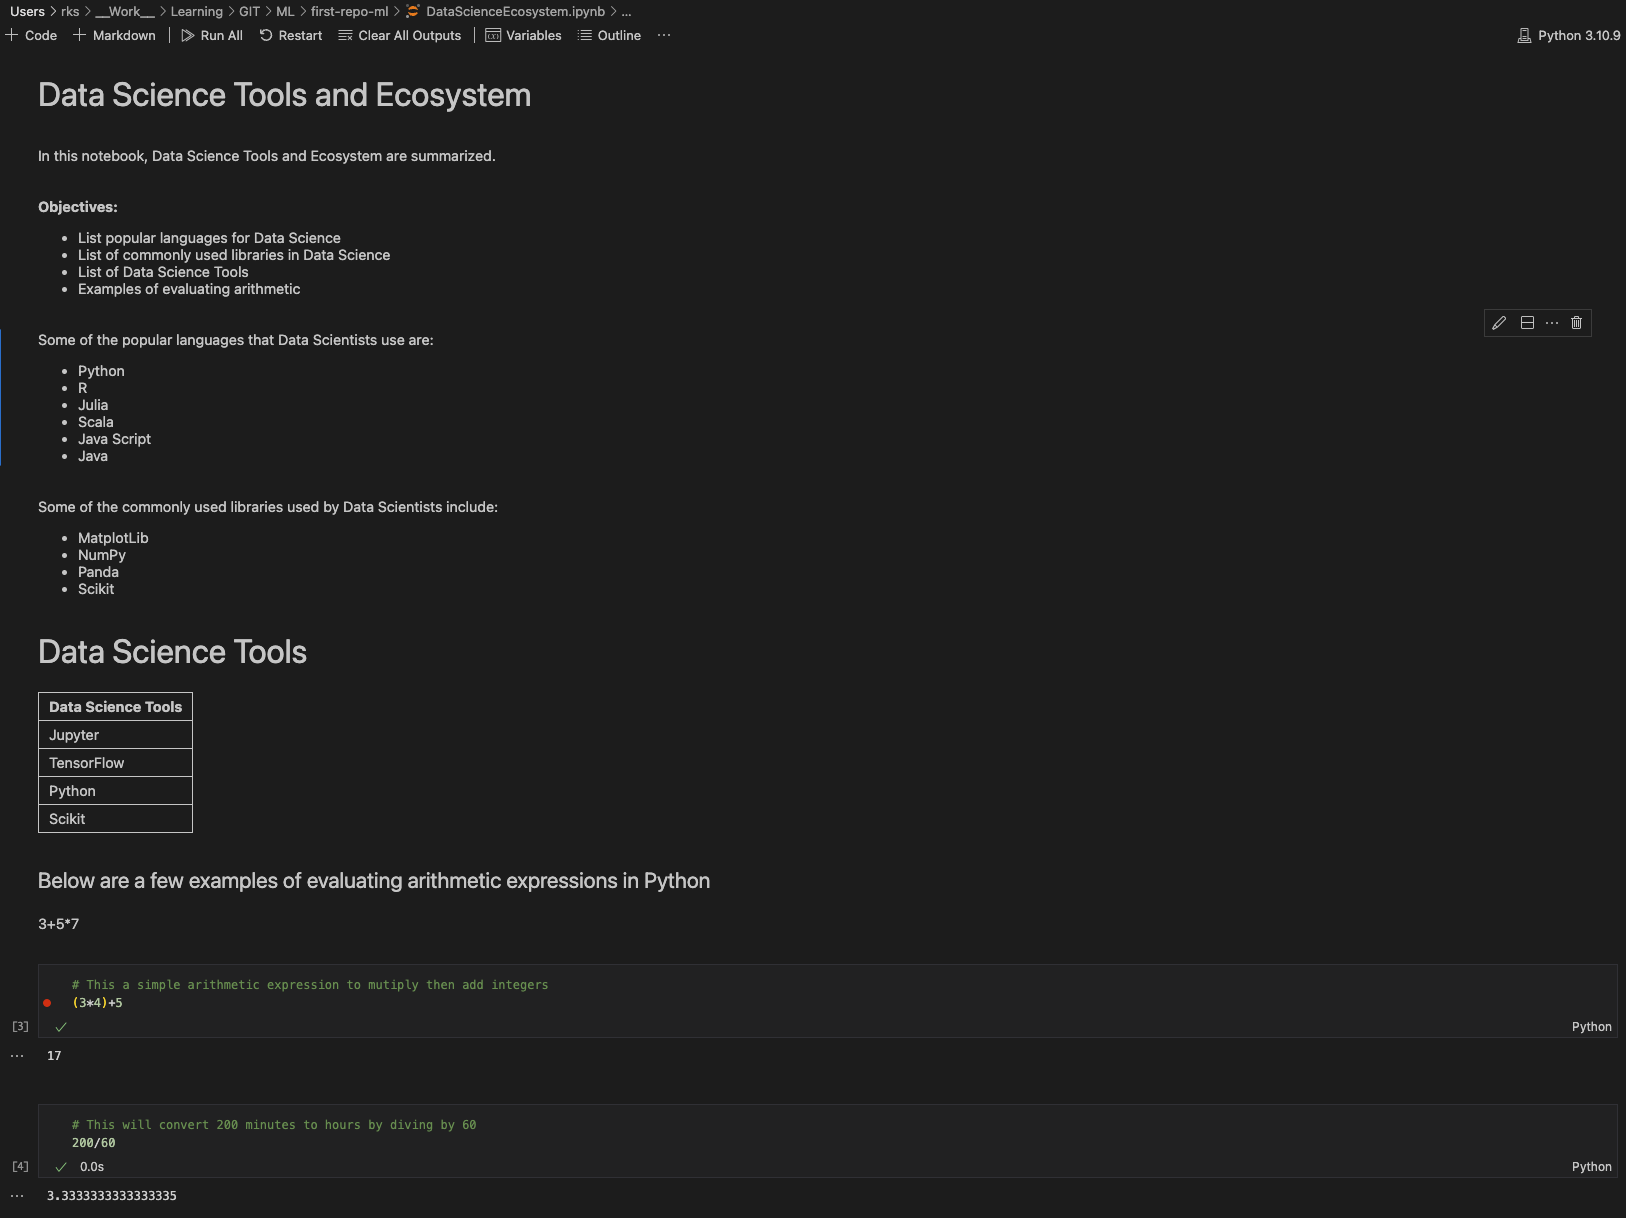 Users > rks > __Work__ > Learning > GIT > ML > first-repo-ml > DataScienceEcosystem.ipynb > ...
+ Code + Markdown | Run All Restart Clear All Outputs | Variables Outline ... Python 3.10.9
Data Science Tools and Ecosystem
In this notebook, Data Science Tools and Ecosystem are summarized.
Objectives:
• List popular languages for Data Science
• List of commonly used libraries in Data Science
• List of Data Science Tools
• Examples of evaluating arithmetic
Some of the popular languages that Data Scientists use are:
• Python
• R
• Julia
• Scala
• Java Script
• Java
Some of the commonly used libraries used by Data Scientists include:
• MatplotLib
• NumPy
• Panda
• Scikit
Data Science Tools
Data Science Tools
Jupyter
TensorFlow
Python
Scikit
Below are a few examples of evaluating arithmetic expressions in Python
3+5*7
# This a simple arithmetic expression to mutiply then add integers
(3*4)+5
[3] Python
... 17
# This will convert 200 minutes to hours by diving by 60
200/60
[4] 0.0s Python
... 3.3333333333333335